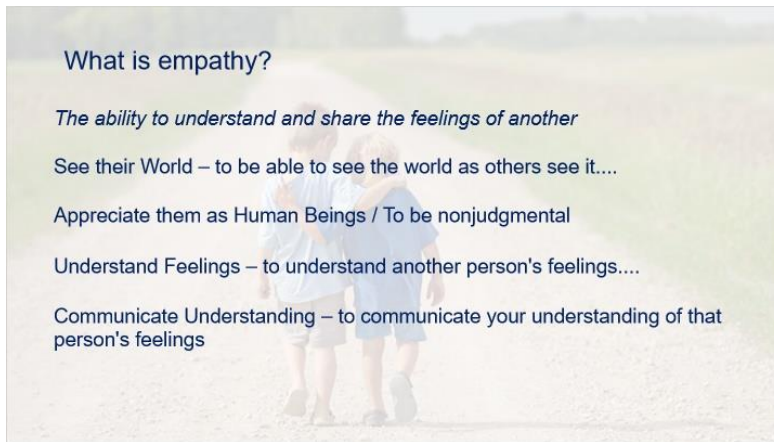 What is empathy?
The ability to understand and share the feelings of another
See their World – to be able to see the world as others see it....
Appreciate them as Human Beings / To be nonjudgmental
Understand Feelings – to understand another person's feelings....
Communicate Understanding – to communicate your understanding of that
person's feelings